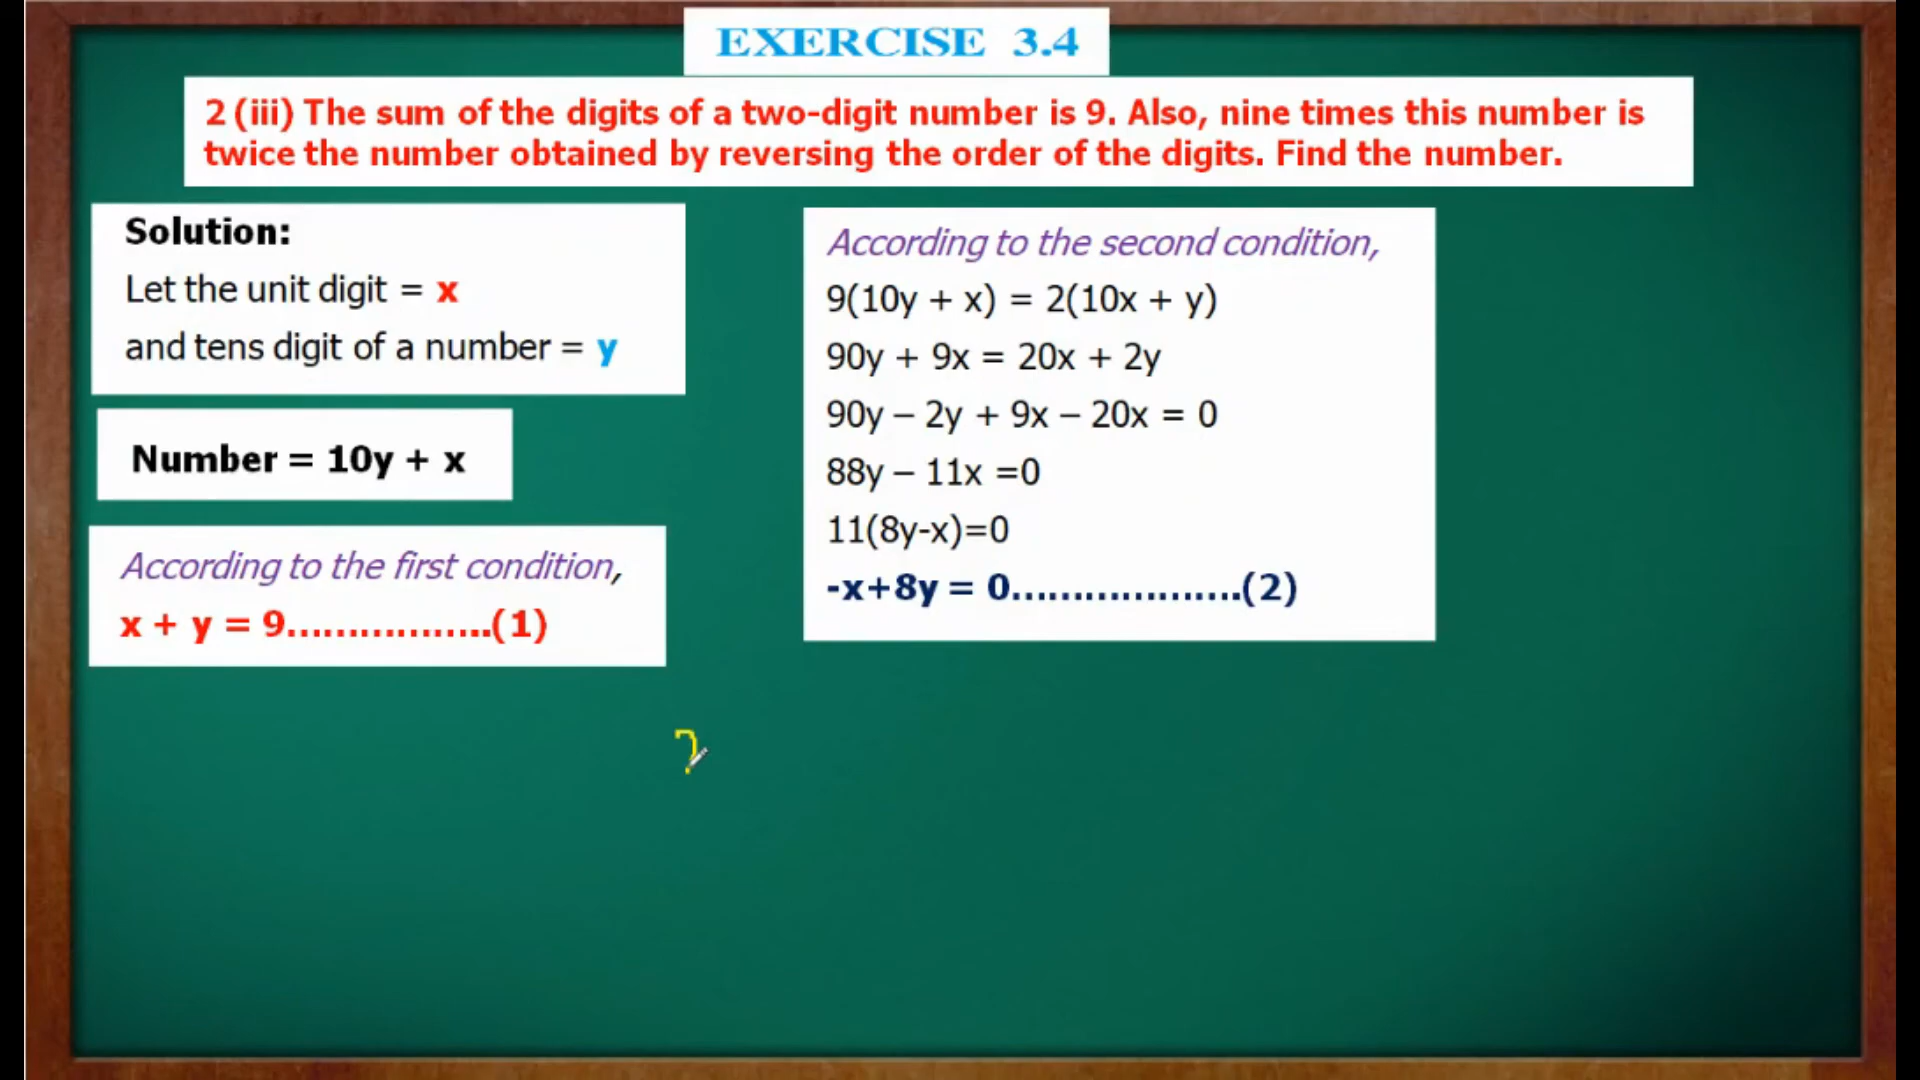 EXERCISE 3.4
2 (iii) The sum of the digits of a two-digit number is 9. Also, nine times this number is
twice the number obtained by reversing the order of the digits. Find the number.
Solution:
Let the unit digit = x
and tens digit of a number = y
Number = 10y + x
According to the first condition,
x + y = 9.................(1)
According to the second condition,
9(10y + x) = 2(10x + y)
90y + 9x = 20x + 2y
90y – 2y + 9x – 20x = 0
88y – 11x =0
11(8y-x)=0
-x+8y = 0...................(2)